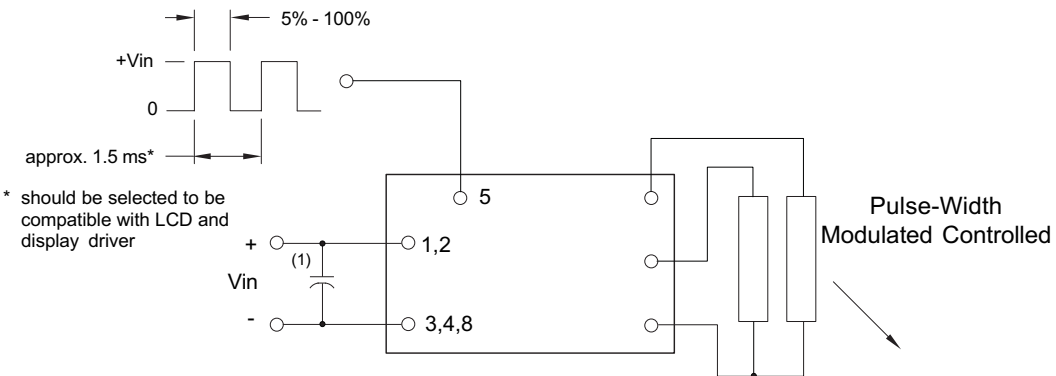 5% - 100%
+Vin
0
approx. 1.5 ms*
* should be selected to be
compatible with LCD and
display driver
5
+
1,2
(1)
Vin
-
3,4,8
Pulse-Width
Modulated Controlled